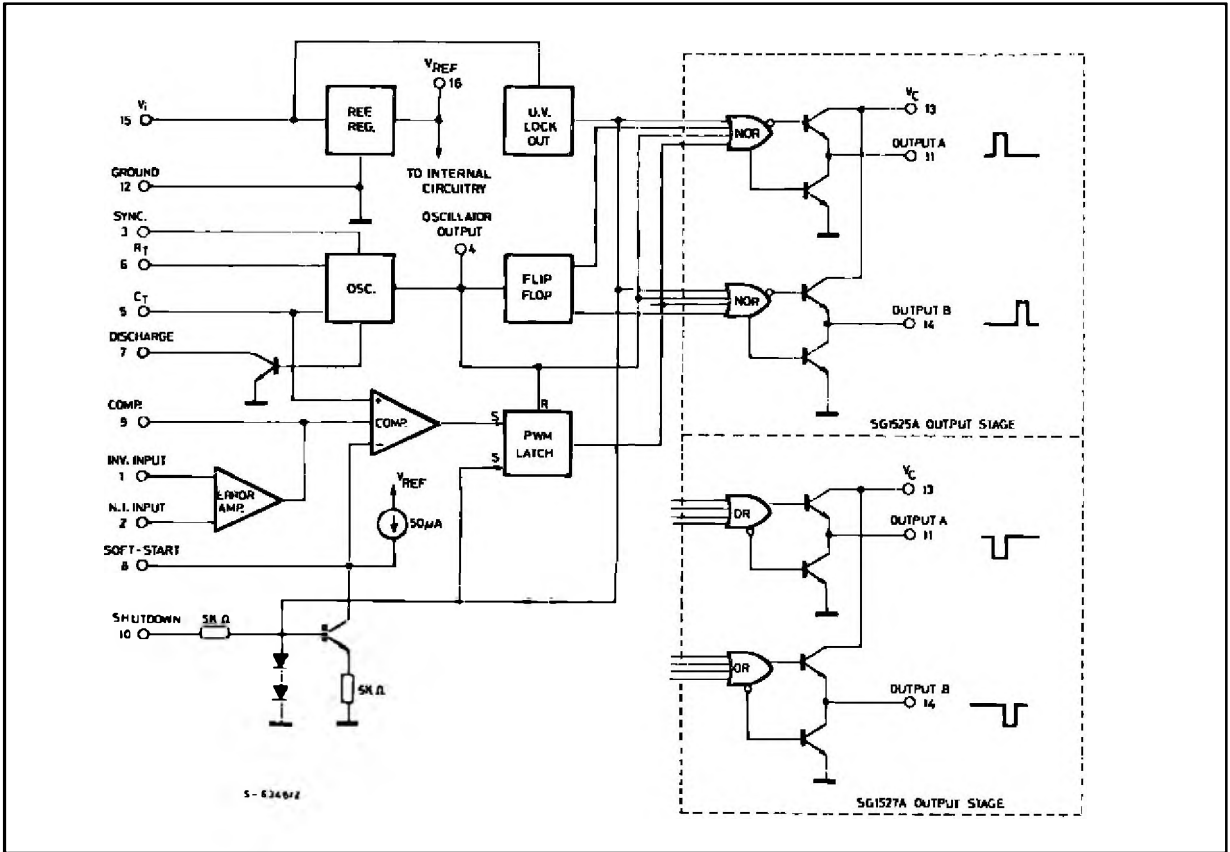 VI
15
REF.
REG.
VREF
16
TO INTERNAL
CIRCUITRY
U.V.
LOCK
OUT
GROUND
12
SYNC.
3
RT
6
CT
5
DISCHARGE
7
OSC.
OSCILLATOR
OUTPUT
4
FLIP
FLOP
COMP.
9
INV. INPUT
1
N.I. INPUT
2
ERROR
AMP.
+
COMP.
−
S
R
S
PWM
LATCH
VREF
50µA
SOFT-START
8
SHUTDOWN
10
5KΩ
5KΩ
NOR
VC
13
OUTPUT A
11
NOR
OUTPUT B
14
SG1525A OUTPUT STAGE
OR
VC
13
OUTPUT A
11
OR
OUTPUT B
14
SG1527A OUTPUT STAGE